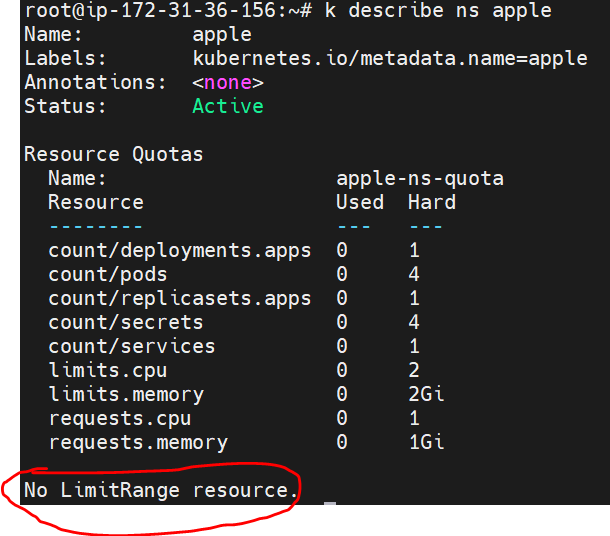 root@ip-172-31-36-156:~# k describe ns apple
Name:         apple
Labels:       kubernetes.io/metadata.name=apple
Annotations:  <none>
Status:       Active

Resource Quotas
  Name:                   apple-ns-quota
  Resource                Used  Hard
  --------                ---   ---
  count/deployments.apps  0     1
  count/pods              0     4
  count/replicasets.apps  0     1
  count/secrets           0     4
  count/services          0     1
  limits.cpu              0     2
  limits.memory           0     2Gi
  requests.cpu            0     1
  requests.memory         0     1Gi

No LimitRange resource.